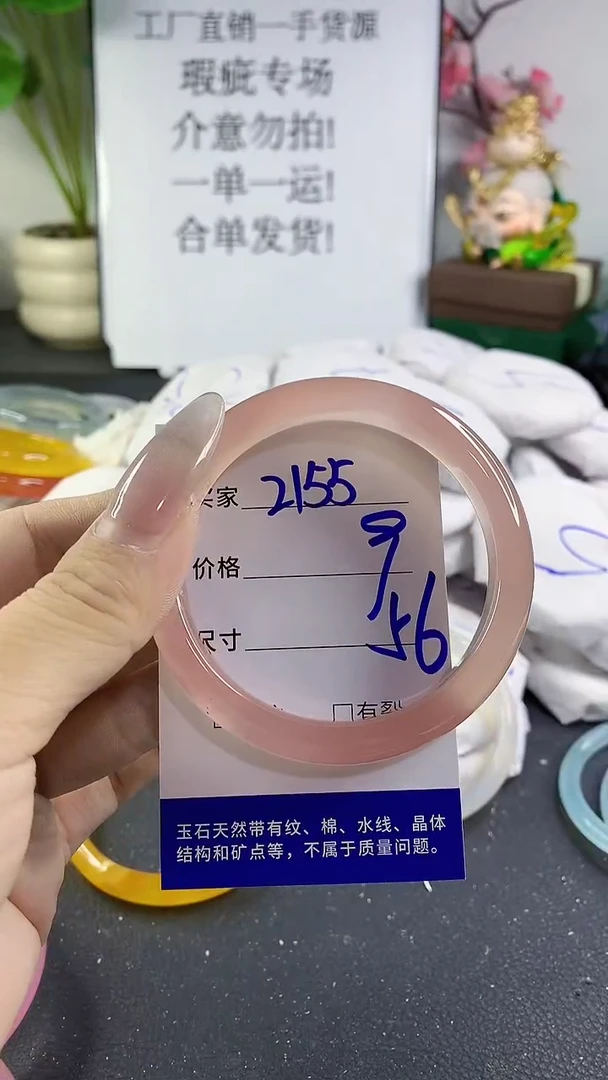 工厂直销一手货源
瑕疵专场
介意勿拍!
一单一运!
合单发货!
买家 2155
价格 9
尺寸 56
口有裂
玉石天然带有纹、棉、水线、晶体
结构和矿点等，不属于质量问题。